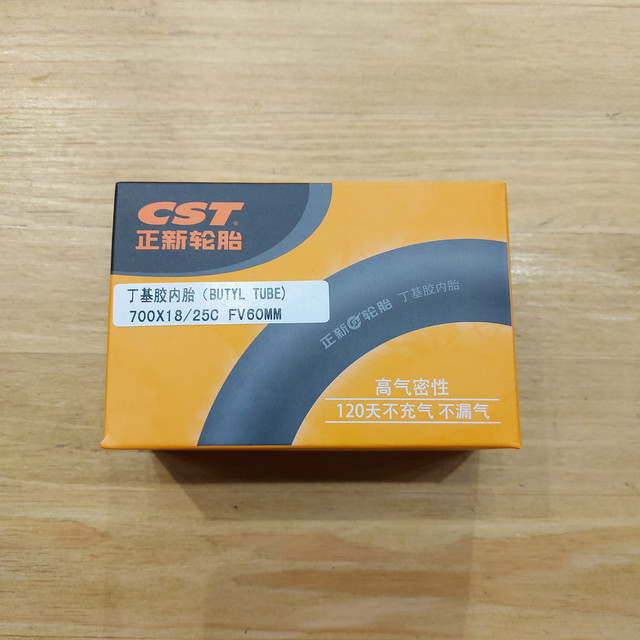 CST®
正新轮胎
丁基胶内胎 (BUTYL TUBE)
700X18/25C FV60MM
正新轮胎 丁基胶内胎
高气密性
120天不充气 不漏气